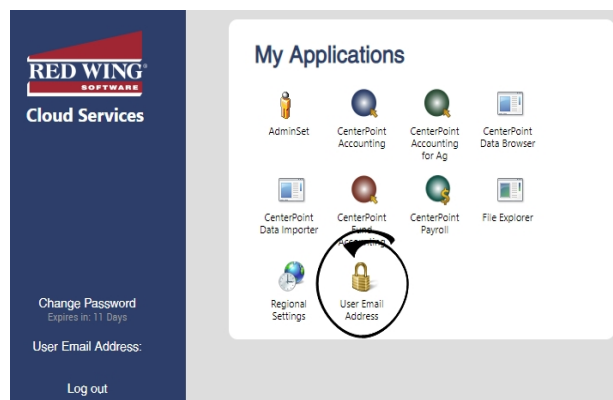 RED WING®
SOFTWARE
Cloud Services
Change Password
Expires in: 11 Days
User Email Address:
Log out
My Applications
AdminSet
CenterPoint
Accounting
CenterPoint
Accounting
for Ag
CenterPoint
Data Browser
CenterPoint
Data Importer
CenterPoint
Fund
Accounting
CenterPoint
Payroll
File Explorer
Regional
Settings
User Email
Address